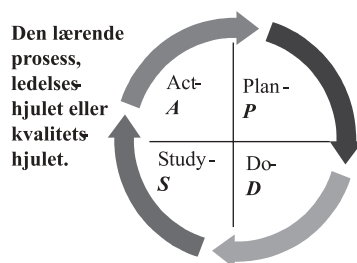 Den lærende
prosess,
ledelses-
hjulet eller
kvalitets-
hjulet.
Act-
A
Plan-
P
Study-
S
Do-
D